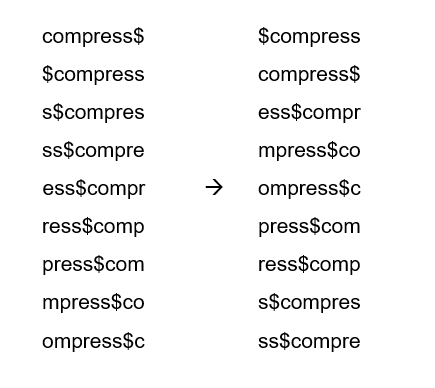 compress$ $compress
$compress compress$
s$compres ess$compr
ss$compre mpress$co
ess$compr → ompress$c
ress$comp press$com
press$com ress$comp
mpress$co s$compres
ompress$c ss$compre